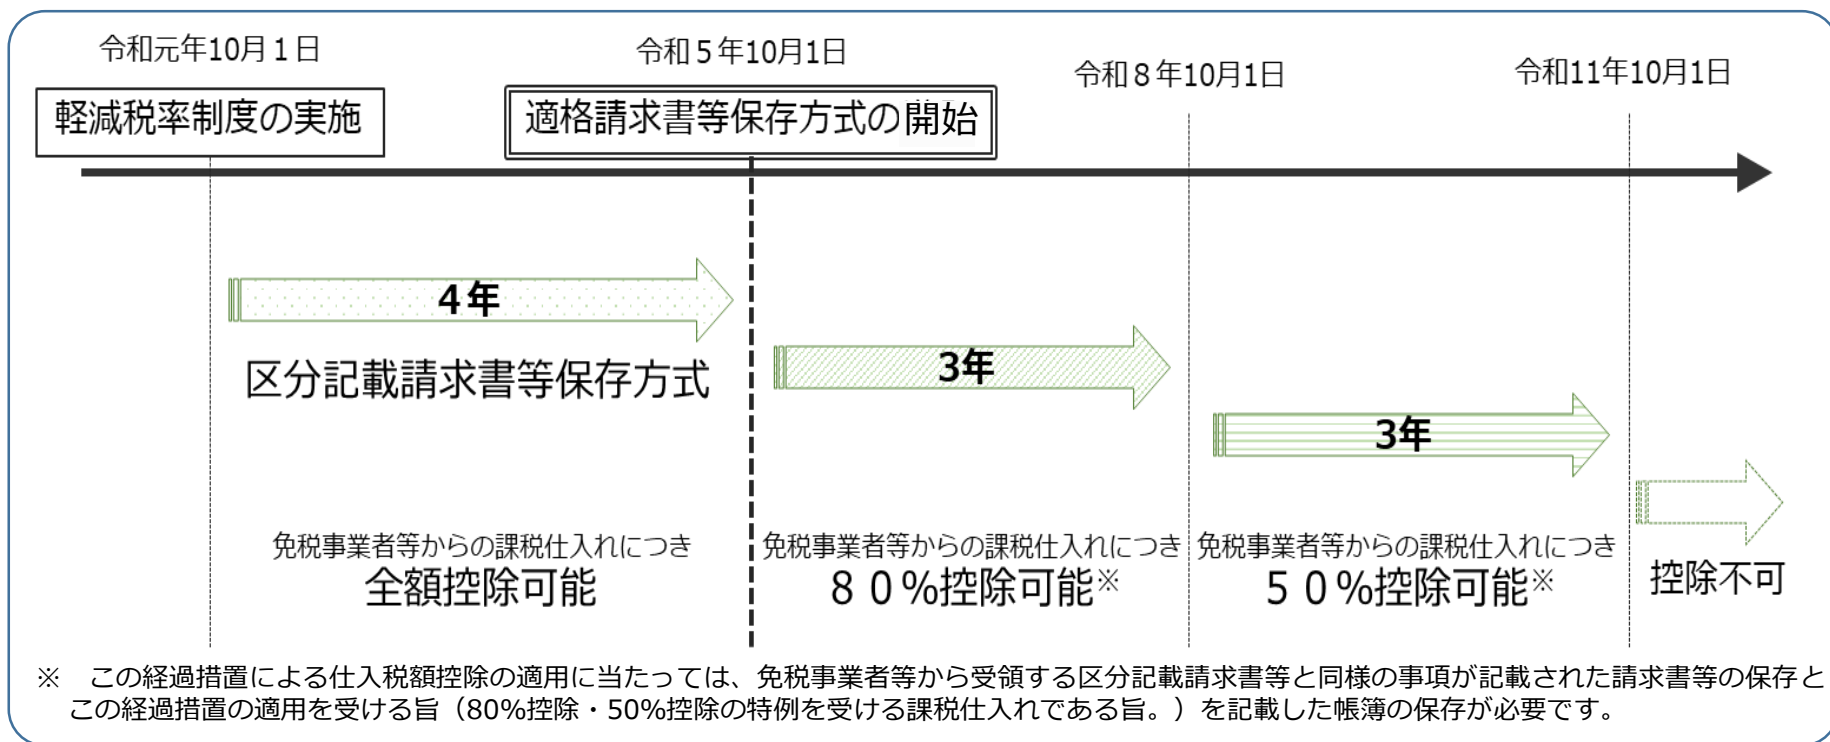 令和元年10月１日
令和５年10月1日
令和８年10月1日
令和11年10月1日
軽減税率制度の実施
適格請求書等保存方式の開始
４年
区分記載請求書等保存方式
3年
3年
免税事業者等からの課税仕入れにつき
全額控除可能
免税事業者等からの課税仕入れにつき
８０%控除可能※
免税事業者等からの課税仕入れにつき
５０%控除可能※
控除不可
※　この経過措置による仕入税額控除の適用に当たっては、免税事業者等から受領する区分記載請求書等と同様の事項が記載された請求書等の保存と
この経過措置の適用を受ける旨（80%控除・50%控除の特例を受ける課税仕入れである旨。）を記載した帳簿の保存が必要です。